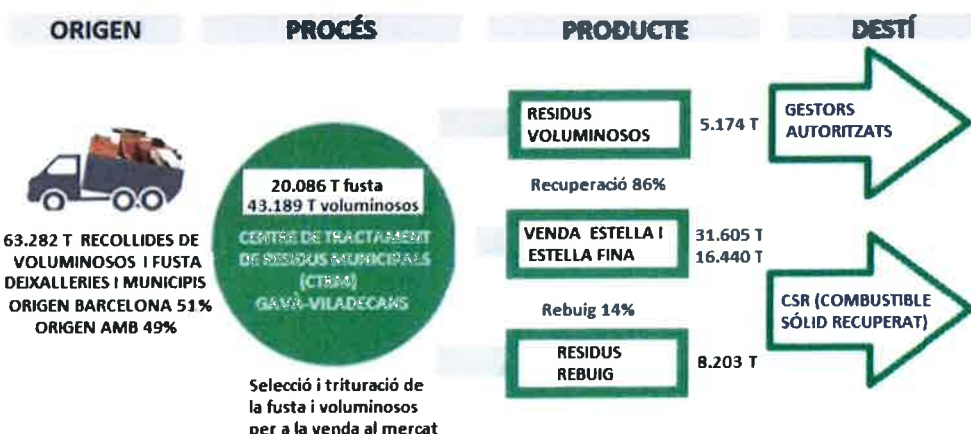 ORIGEN
PROCÉS
PRODUCTE
DESTÍ
63.282 T RECOLLIDES DE
VOLUMINOSOS I FUSTA
DEIXALLERIES I MUNICIPIS
ORIGEN BARCELONA 51%
ORIGEN AMB 49%
20.086 T fusta
43.189 T voluminosos
CENTRE DE TRACTAMENT
DE RESIDUS MUNICIPALS
(CTRM)
GAVA-VILADECANS
Selecció i trituració de
la fusta i voluminosos
per a la venda al mercat
RESIDUS
VOLUMINOSOS
5.174 T
Recuperació 86%
VENDA ESTELLA I
ESTELLA FINA
31.605 T
16.440 T
Rebuig 14%
RESIDUS
REBUIG
8.203 T
GESTORS
AUTORITZATS
CSR (COMBUSTIBLE
SÓLID RECUPERAT)